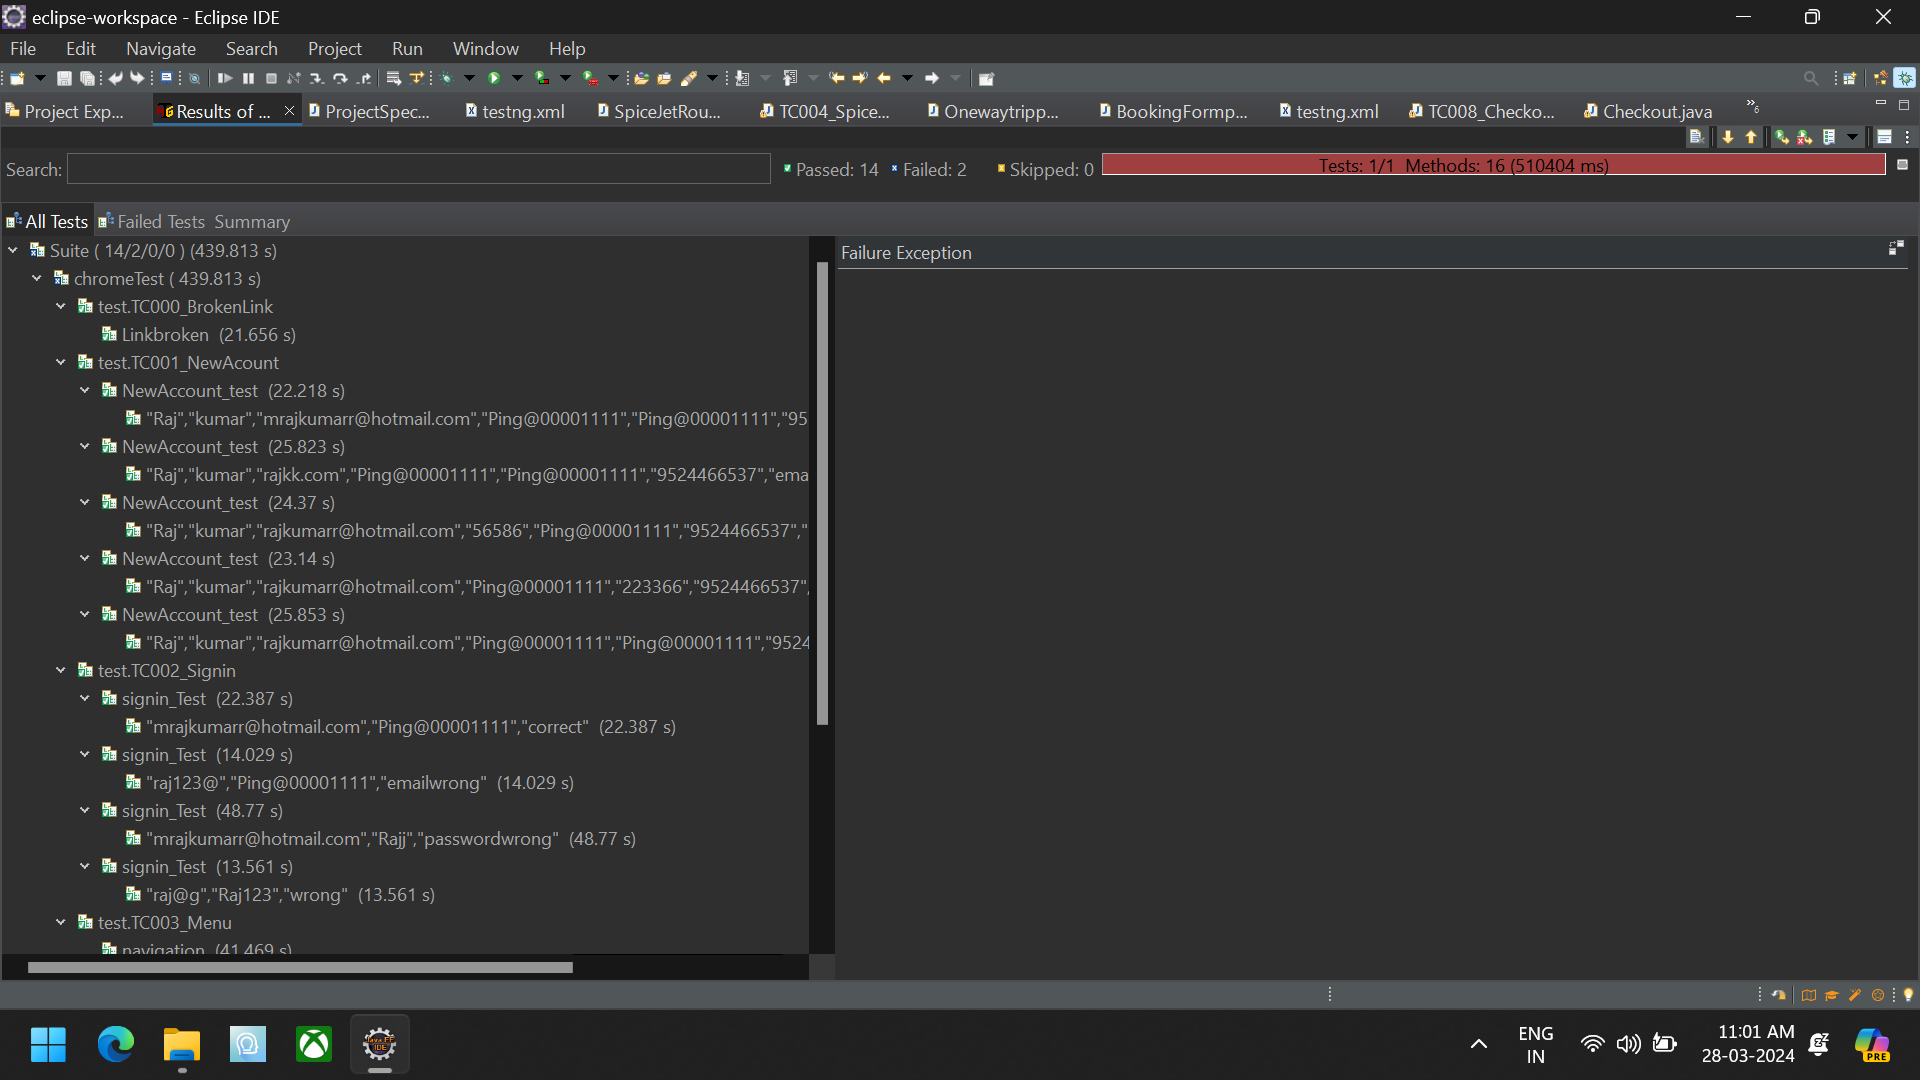 eclipse-workspace - Eclipse IDE
File Edit Navigate Search Project Run Window Help
Project Exp... Results of ... ProjectSpec... testng.xml SpiceJetRou... TC004_Spice... Onewaytripp... BookingFormp... testng.xml TC008_Checko... Checkout.java »6
Search: Passed: 14 Failed: 2 Skipped: 0 Tests: 1/1 Methods: 16 (510404 ms)
All Tests Failed Tests Summary
Suite ( 14/2/0/0 ) (439.813 s)
Failure Exception
chromeTest ( 439.813 s)
test.TC000_BrokenLink
Linkbroken (21.656 s)
test.TC001_NewAcount
NewAccount_test (22.218 s)
"Raj","kumar","mrajkumarr@hotmail.com","Ping@00001111","Ping@00001111","95
NewAccount_test (25.823 s)
"Raj","kumar","rajkk.com","Ping@00001111","Ping@00001111","9524466537","ema
NewAccount_test (24.37 s)
"Raj","kumar","rajkumarr@hotmail.com","56586","Ping@00001111","9524466537","
NewAccount_test (23.14 s)
"Raj","kumar","rajkumarr@hotmail.com","Ping@00001111","223366","9524466537",
NewAccount_test (25.853 s)
"Raj","kumar","rajkumarr@hotmail.com","Ping@00001111","Ping@00001111","9524
test.TC002_Signin
signin_Test (22.387 s)
"mrajkumarr@hotmail.com","Ping@00001111","correct" (22.387 s)
signin_Test (14.029 s)
"raj123@","Ping@00001111","emailwrong" (14.029 s)
signin_Test (48.77 s)
"mrajkumarr@hotmail.com","Rajj","passwordwrong" (48.77 s)
signin_Test (13.561 s)
"raj@g","Raj123","wrong" (13.561 s)
test.TC003_Menu
navigation (41.469 s)
ENG
IN
11:01 AM
28-03-2024
PRE